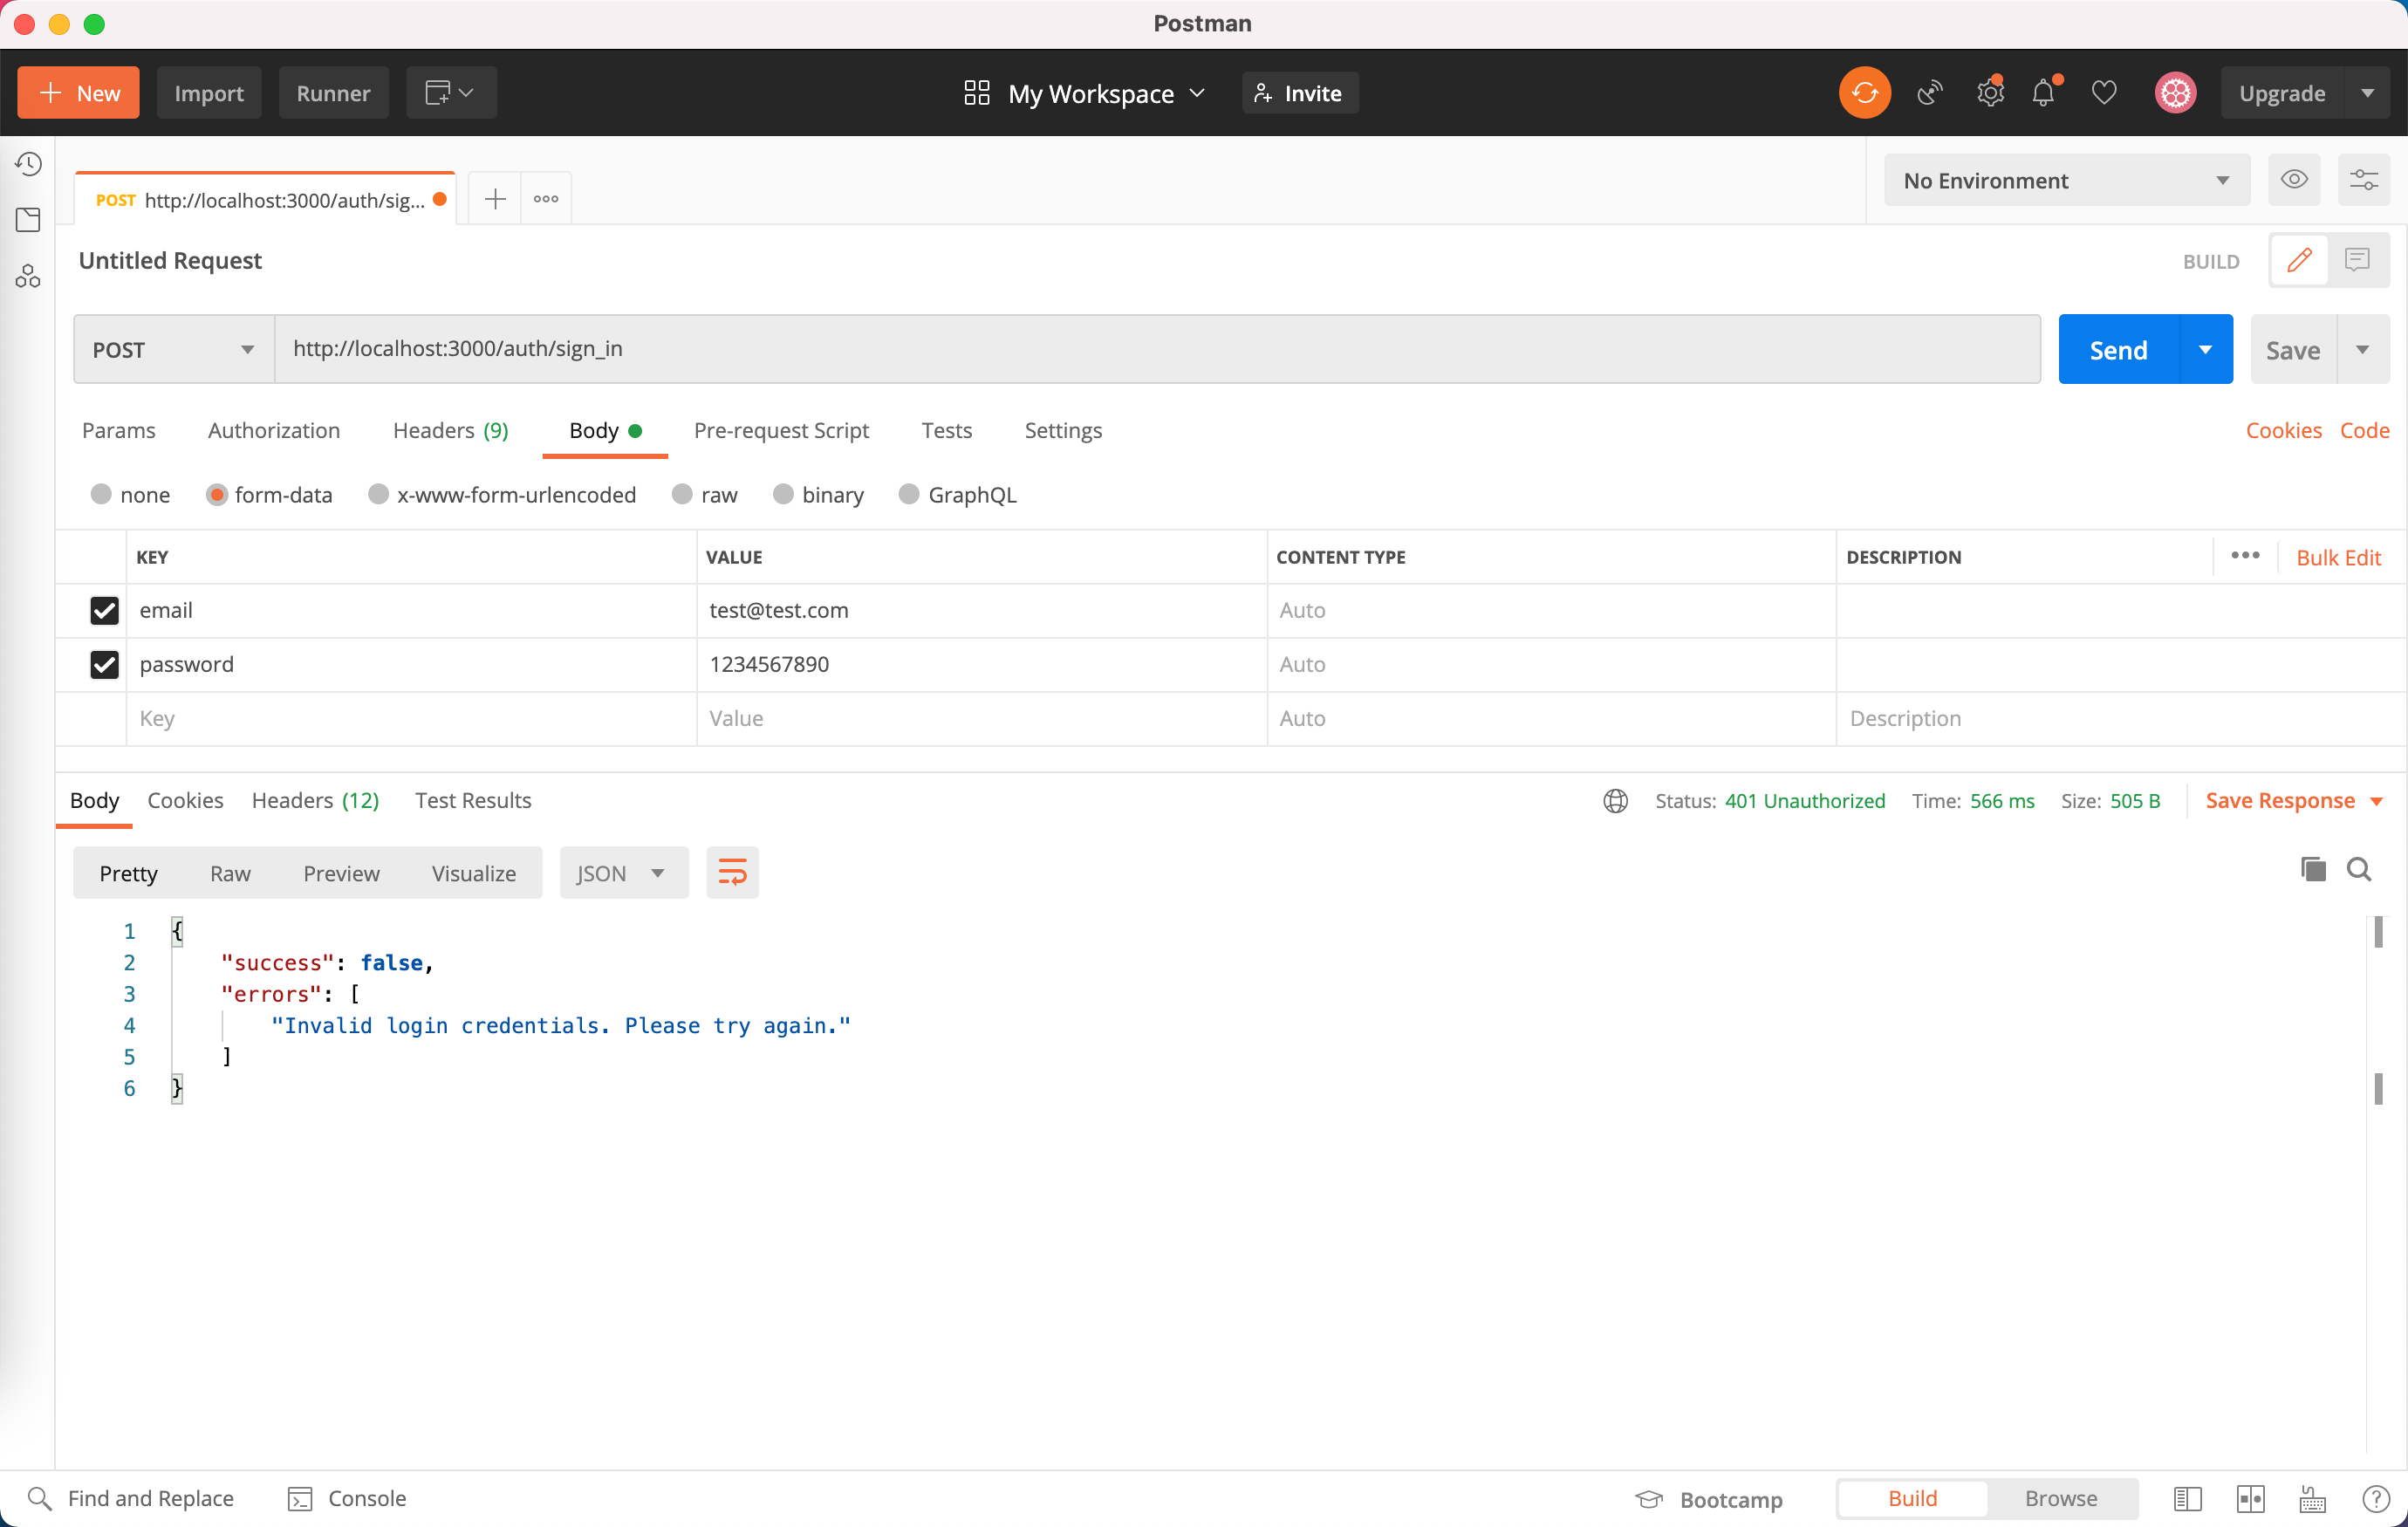 Postman
New Import Runner My Workspace Invite Upgrade
POST http://localhost:3000/auth/sig... No Environment
Untitled Request BUILD
POST http://localhost:3000/auth/sign_in Send Save
Params Authorization Headers (9) Body Pre-request Script Tests Settings Cookies Code
none form-data x-www-form-urlencoded raw binary GraphQL
KEY VALUE CONTENT TYPE DESCRIPTION Bulk Edit
email test@test.com Auto
password 1234567890 Auto
Key Value Auto Description
Body Cookies Headers (12) Test Results Status: 401 Unauthorized Time: 566 ms Size: 505 B Save Response
Pretty Raw Preview Visualize JSON
1 {
2 "success": false,
3 "errors": [
4 "Invalid login credentials. Please try again."
5 ]
6 }
Find and Replace Console Bootcamp Build Browse